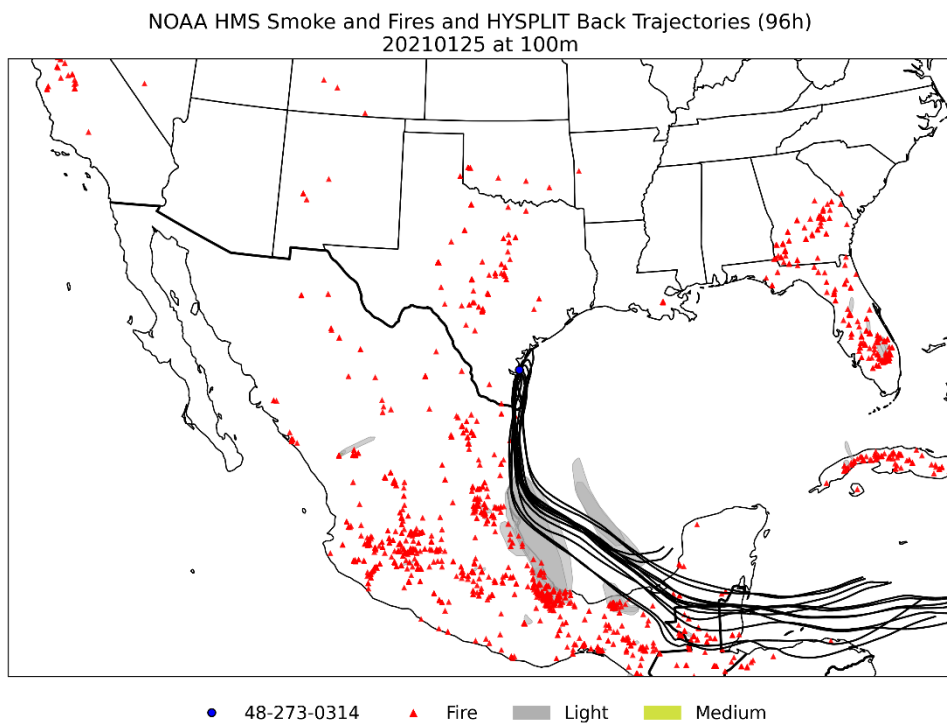 NOAA HMS Smoke and Fires and HYSPLIT Back Trajectories (96h)
20210125 at 100m
48-273-0314 Fire Light Medium